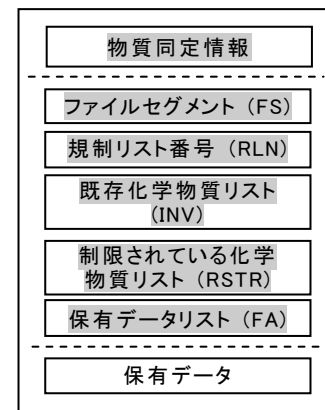 物質同定情報
ファイルセグメント（FS）
規制リスト番号（RLN）
既存化学物質リスト
(INV)
制限されている化学
物質リスト（RSTR）
保有データリスト（FA）
保有データ